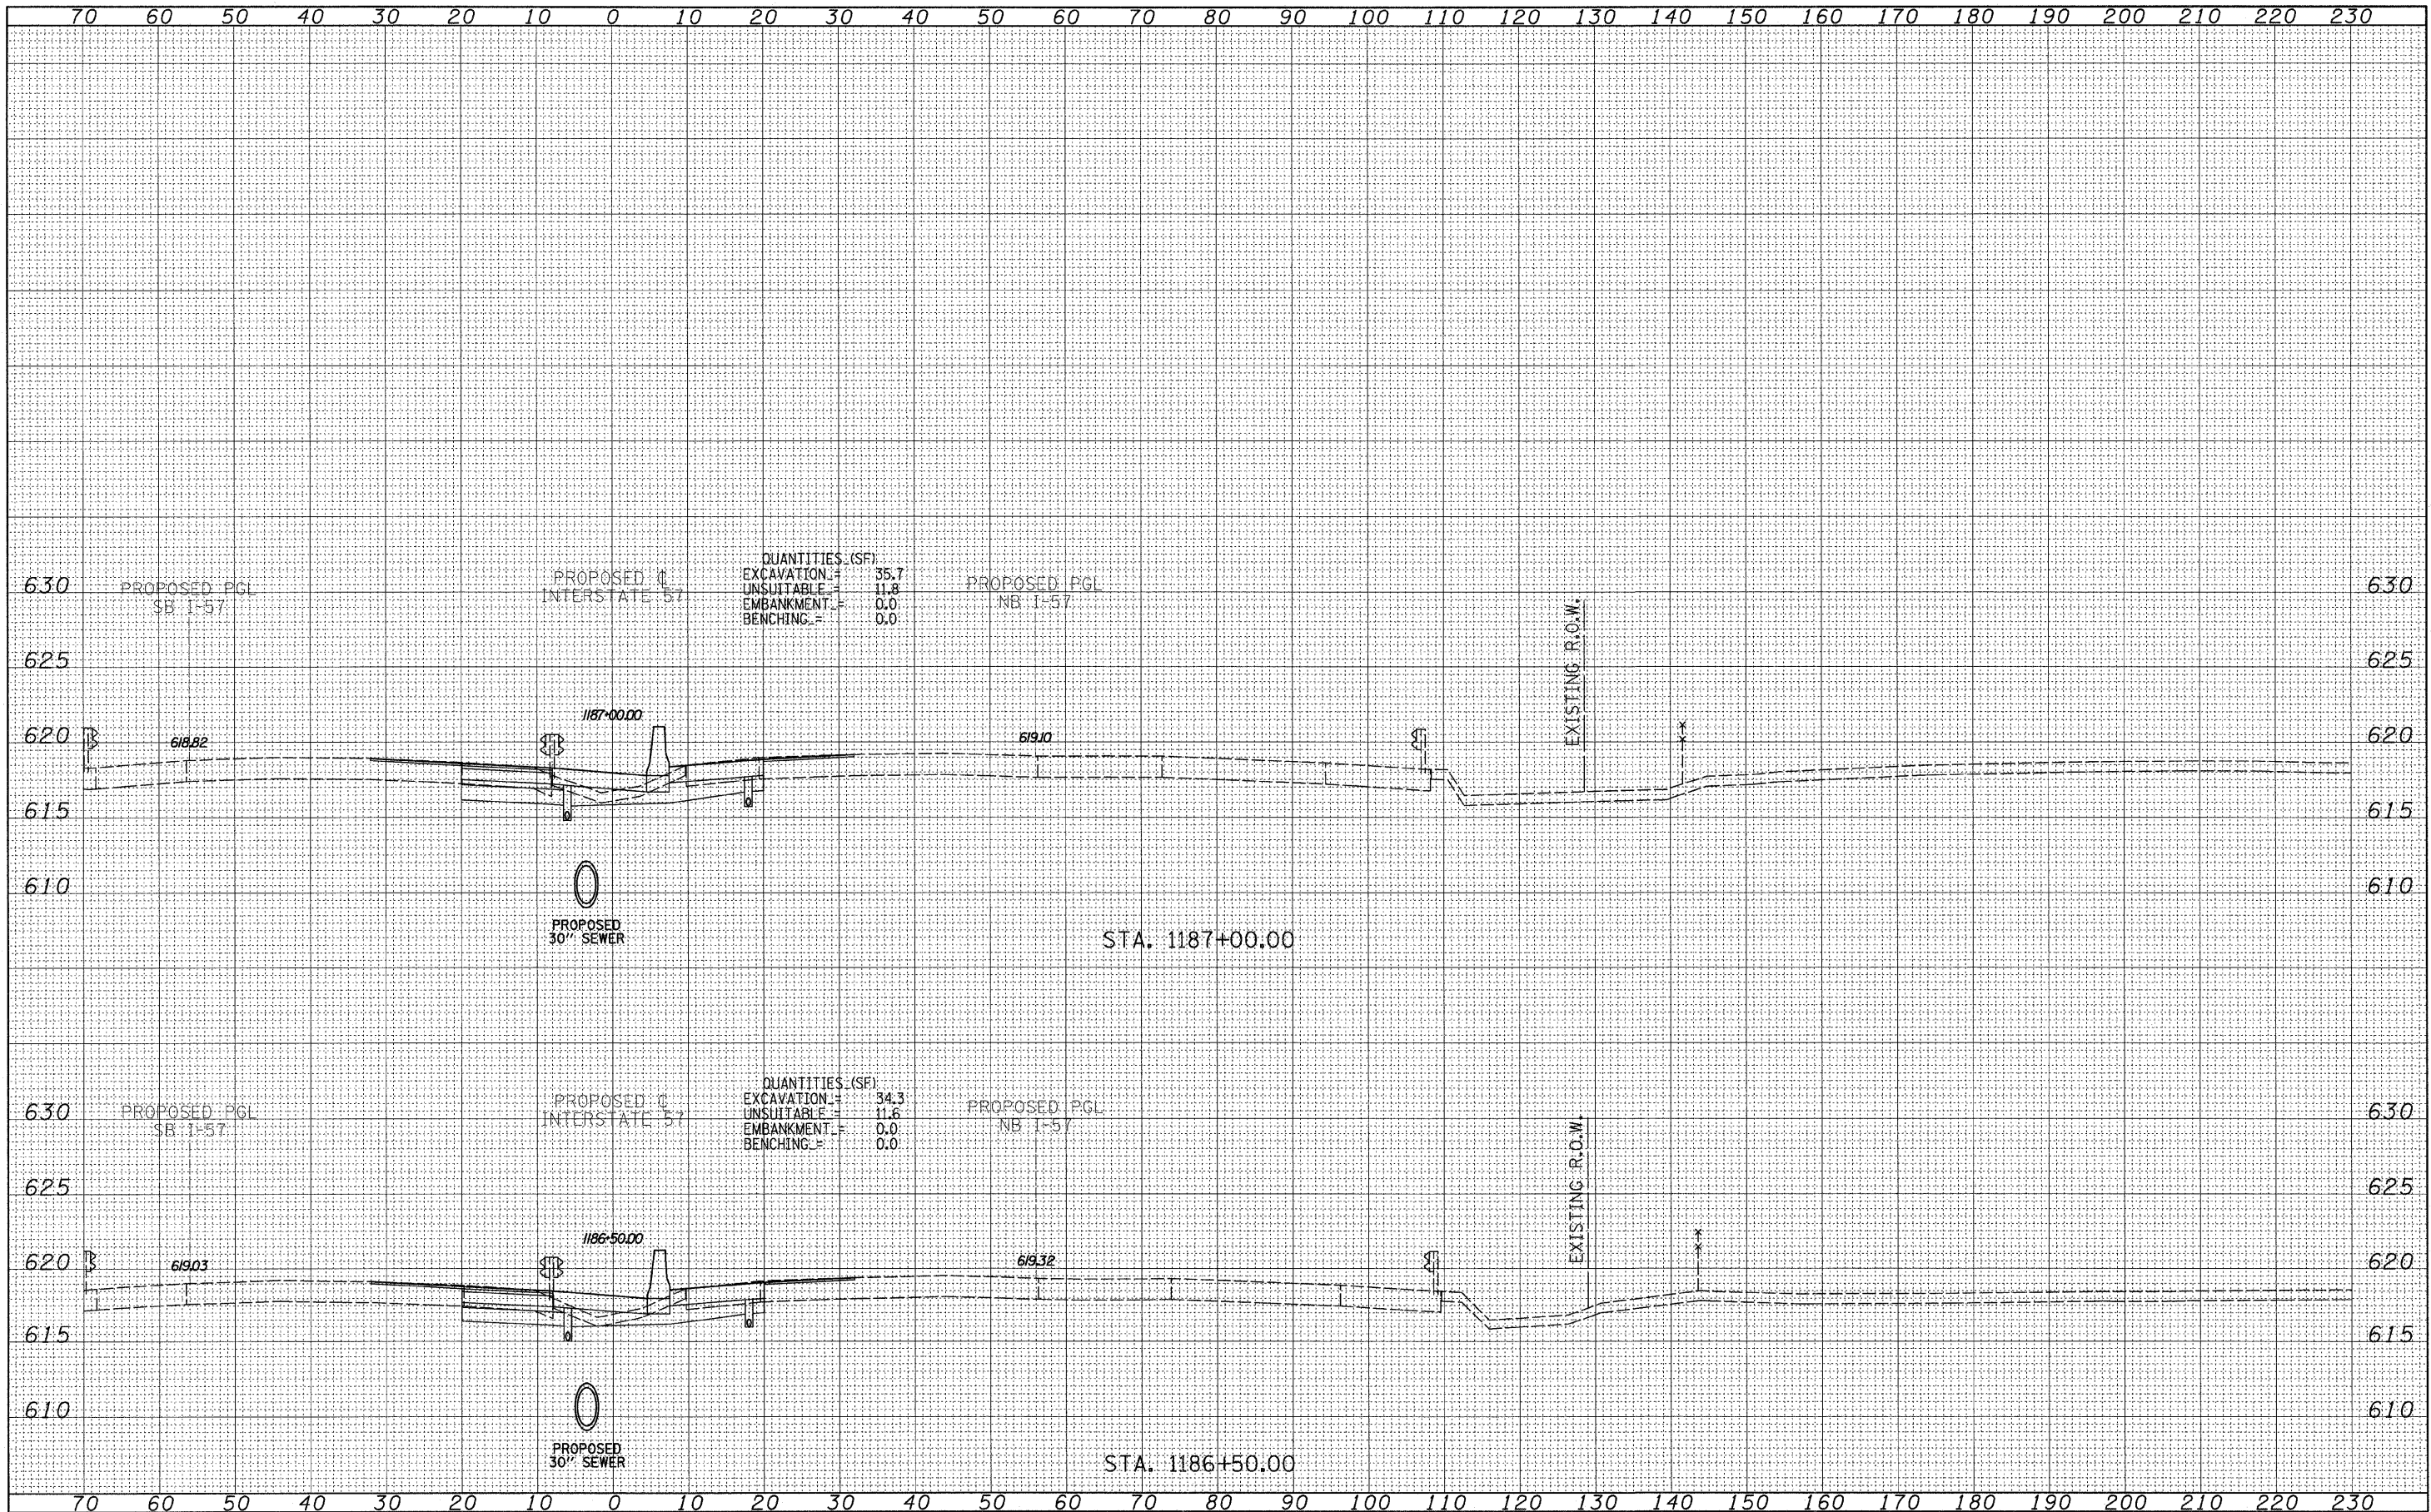 70 60 50 40 30 20 10 0 10 20 30 40 50 60 70 80 90 100 110 120 130 140 150 160 170 180 190 200 210 220 230
QUANTITIES (SF)
EXCAVATION = 35.7
UNSUITABLE = 11.8
EMBANKMENT = 0.0
BENCHING = 0.0
630 630
PROPOSED PGL
SB I-57
PROPOSED ℄
INTERSTATE 57
PROPOSED PGL
NB I-57
EXISTING R.O.W.
625 625
1187+00.00
620 620
618.82
619.10
615 615
610 610
PROPOSED
30" SEWER
STA. 1187+00.00
QUANTITIES (SF)
EXCAVATION = 34.3
UNSUITABLE = 11.6
EMBANKMENT = 0.0
BENCHING = 0.0
630 630
PROPOSED PGL
SB I-57
PROPOSED ℄
INTERSTATE 57
PROPOSED PGL
NB I-57
EXISTING R.O.W.
625 625
1186+50.00
620 620
619.03
619.32
615 615
610 610
PROPOSED
30" SEWER
STA. 1186+50.00
70 60 50 40 30 20 10 0 10 20 30 40 50 60 70 80 90 100 110 120 130 140 150 160 170 180 190 200 210 220 230